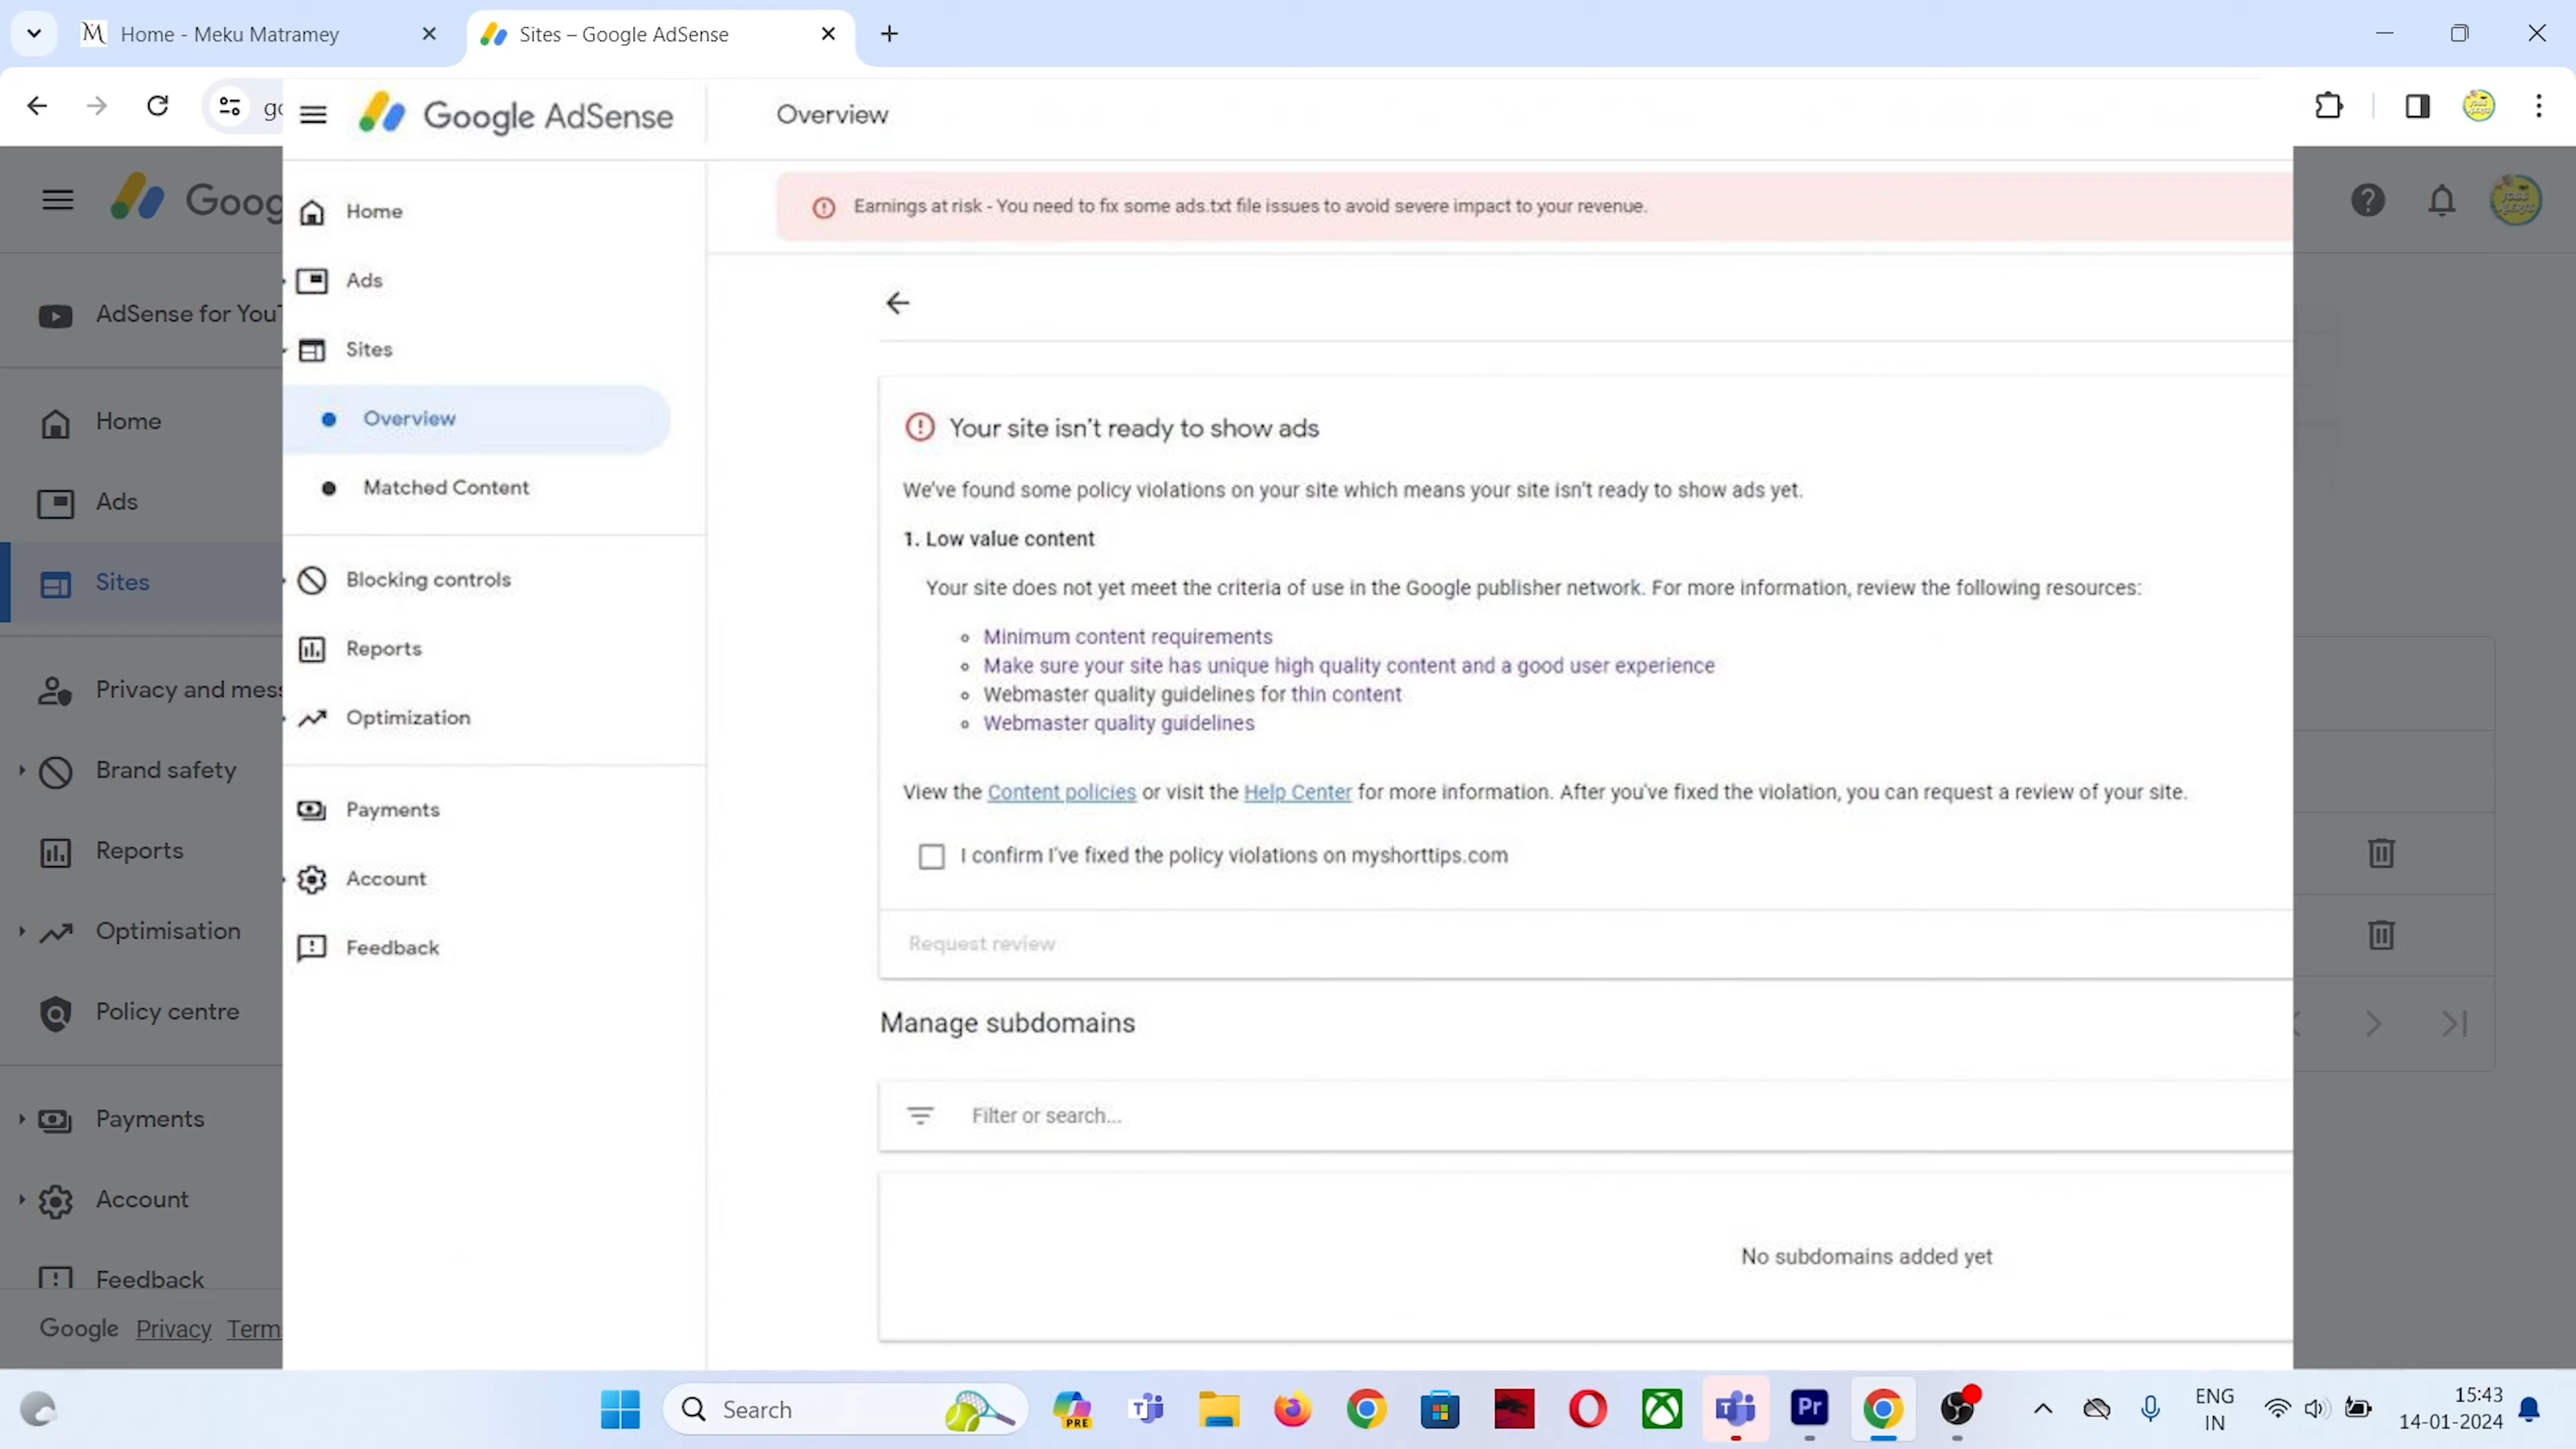 Home - Meku Matramey
Sites – Google AdSense
Google AdSense
Overview
Goog
AdSense for YouT
Home
Ads
Sites
Privacy and mess
Brand safety
Reports
Optimisation
Policy centre
Payments
Account
Feedback
Google Privacy Term
Home
Ads
Sites
Overview
Matched Content
Blocking controls
Reports
Optimization
Payments
Account
Feedback
Earnings at risk - You need to fix some ads.txt file issues to avoid severe impact to your revenue.
Your site isn't ready to show ads
We've found some policy violations on your site which means your site isn't ready to show ads yet.
1. Low value content
Your site does not yet meet the criteria of use in the Google publisher network. For more information, review the following resources:
Minimum content requirements
Make sure your site has unique high quality content and a good user experience
Webmaster quality guidelines for thin content
Webmaster quality guidelines
View the Content policies or visit the Help Center for more information. After you've fixed the violation, you can request a review of your site.
I confirm I've fixed the policy violations on myshorttips.com
Request review
Manage subdomains
Filter or search...
No subdomains added yet
Search
PRE
Pr
ENG
IN
15:43
14-01-2024